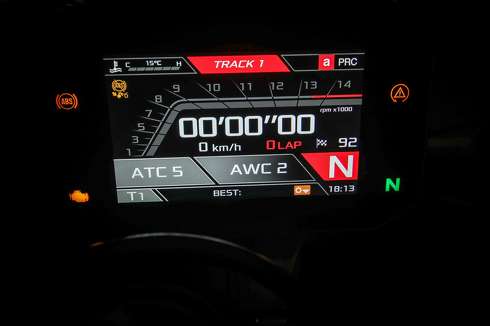 C 15°C H TRACK 1 a PRC
9 10 11 12 13 14
ABS
8
rpm x1000
7
5
3
1
00'00"00
0 km/h 0 LAP 92
ATC 5 AWC 2 N
T1 BEST: 18:13
N